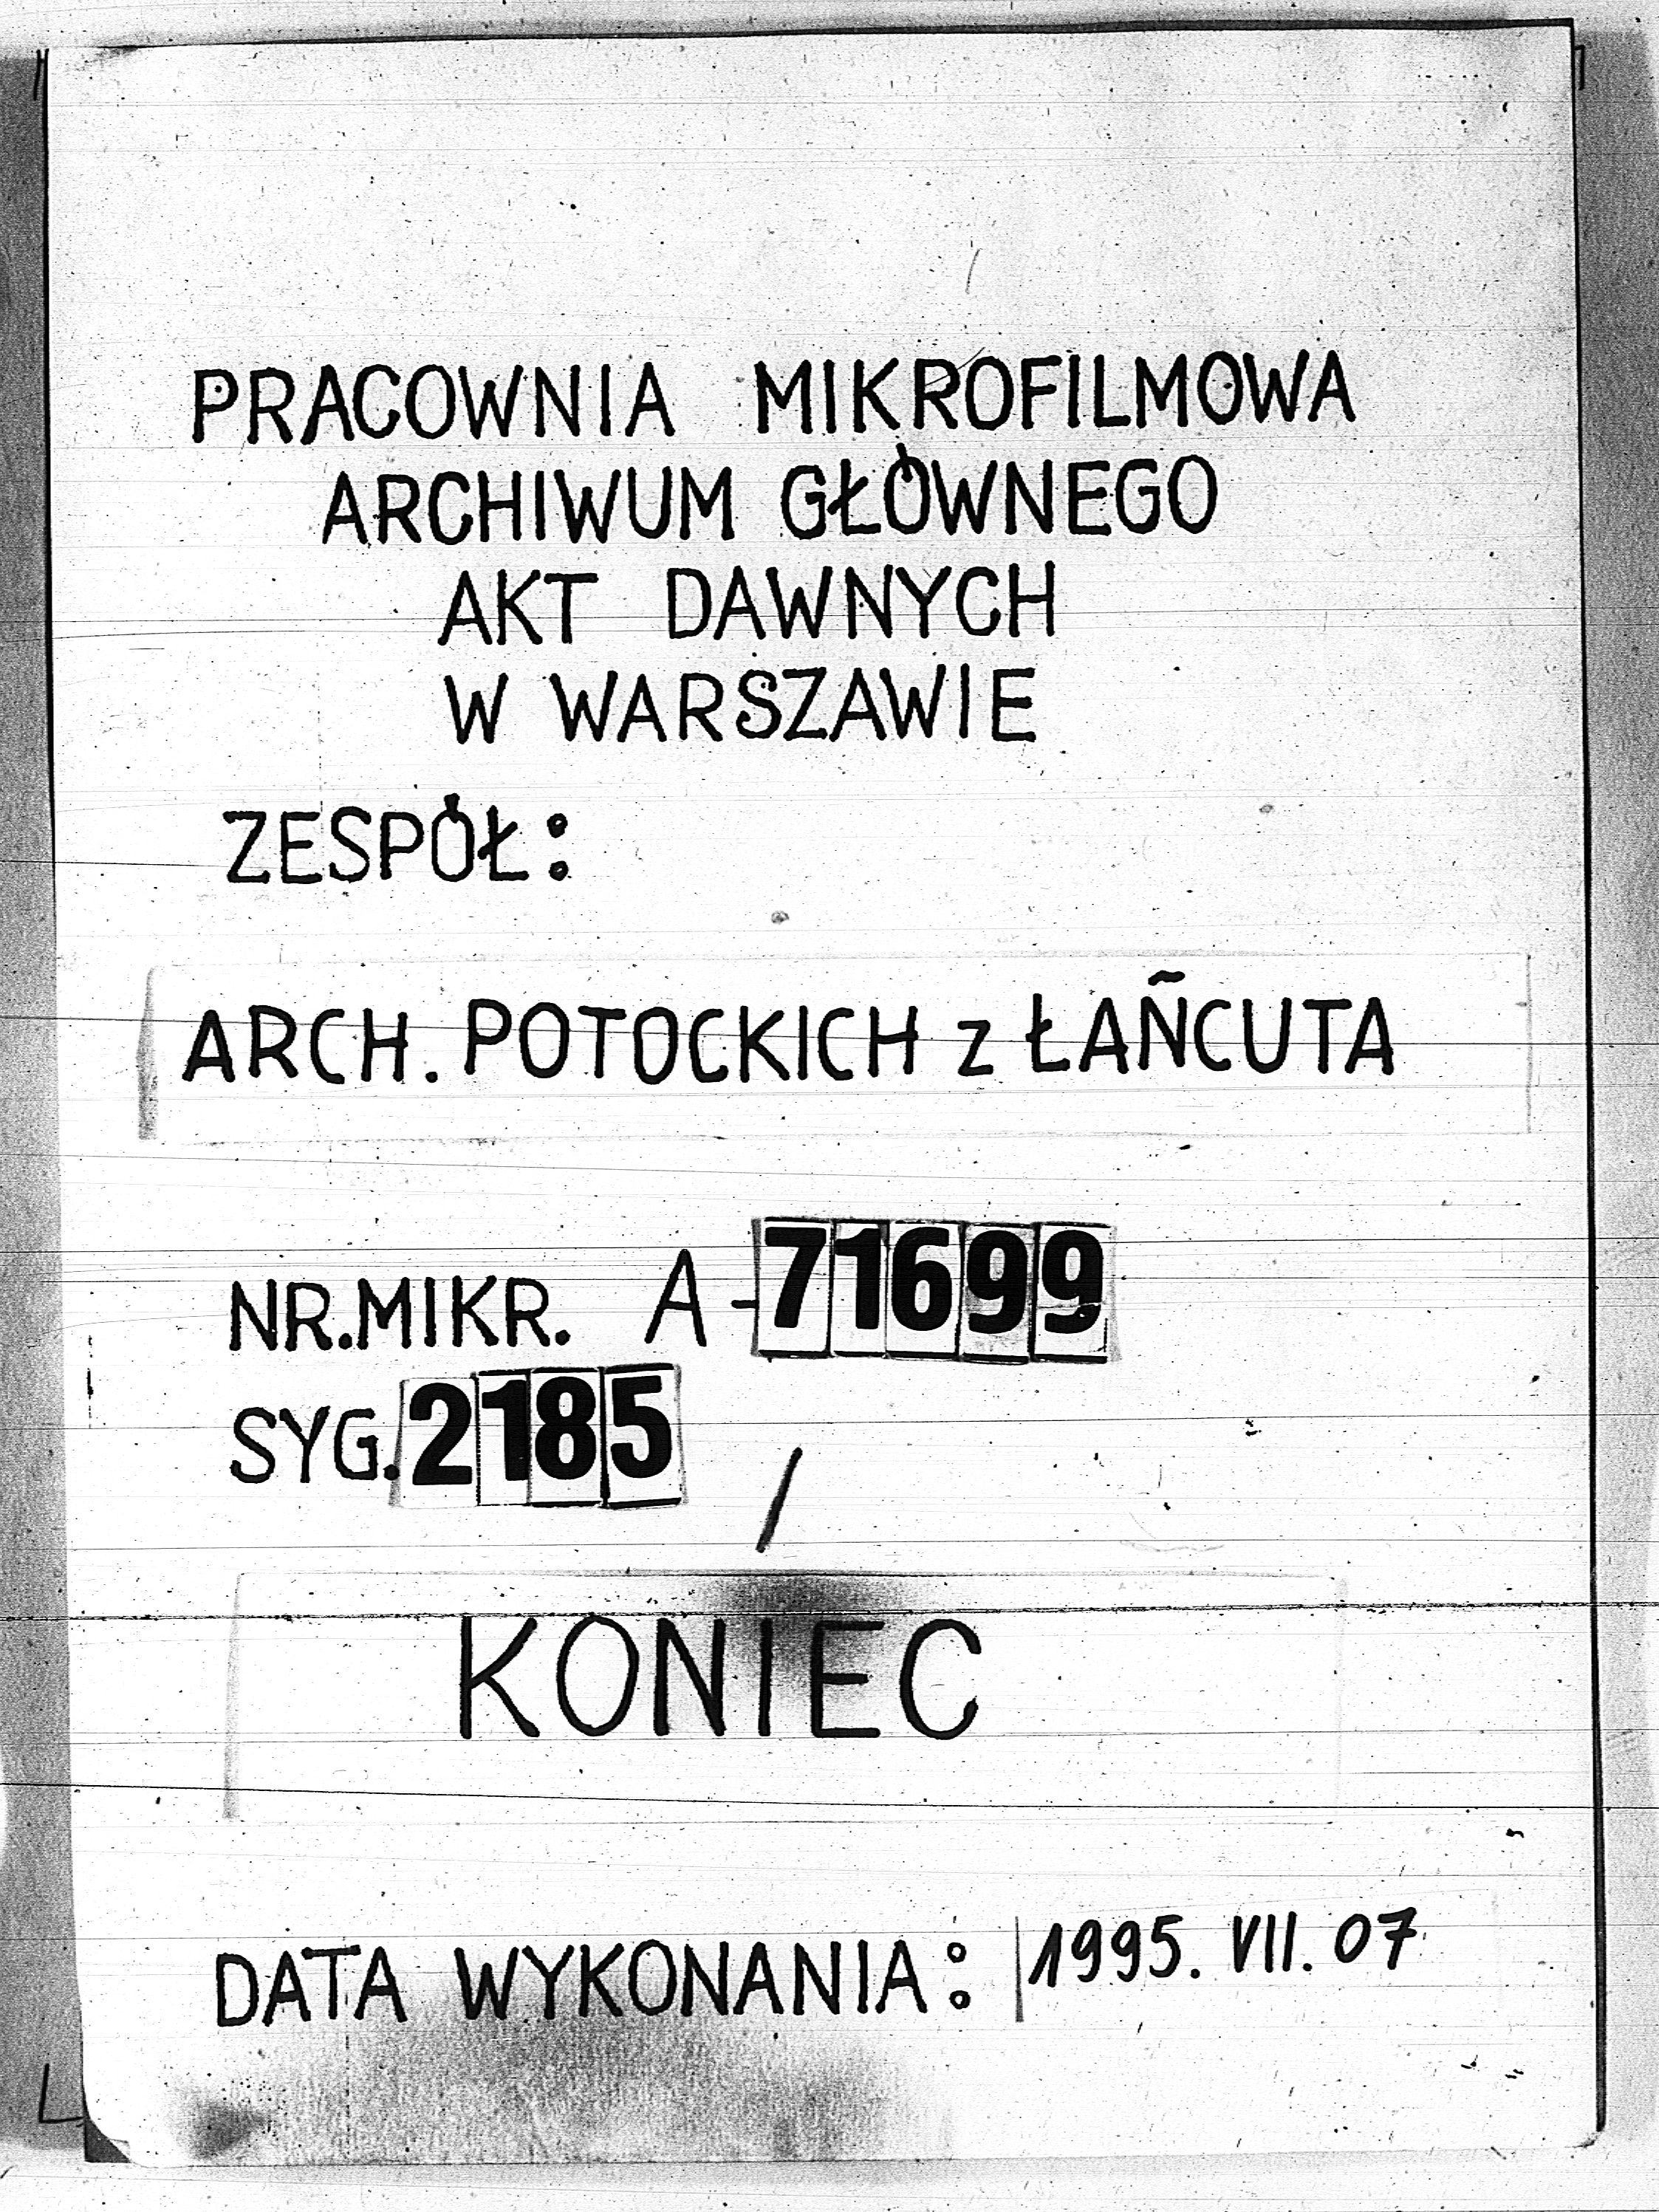 PRACOWNIA MIKROFILMOWA
ARCHIWUM GŁÓWNEGO
AKT DAWNYCH
W WARSZAWIE
ZESPÓŁ:
ARCH. POTOCKICH z ŁAŃCUTA
NR.MIKR. A-71699
SYG.2185 /
KONIEC
DATA WYKONANIA: 1995. VII. 07